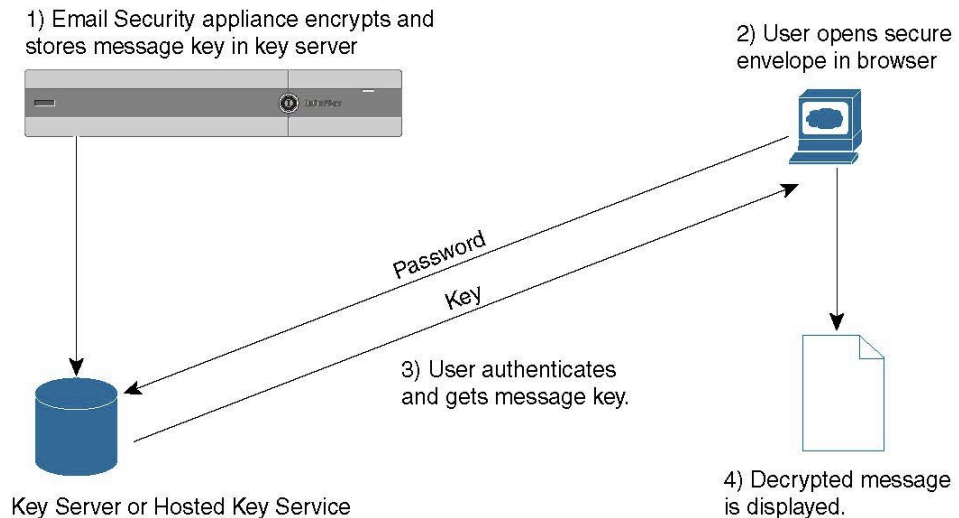 1) Email Security appliance encrypts and
stores message key in key server
2) User opens secure
envelope in browser
Password
Key
3) User authenticates
and gets message key.
Key Server or Hosted Key Service
4) Decrypted message
is displayed.